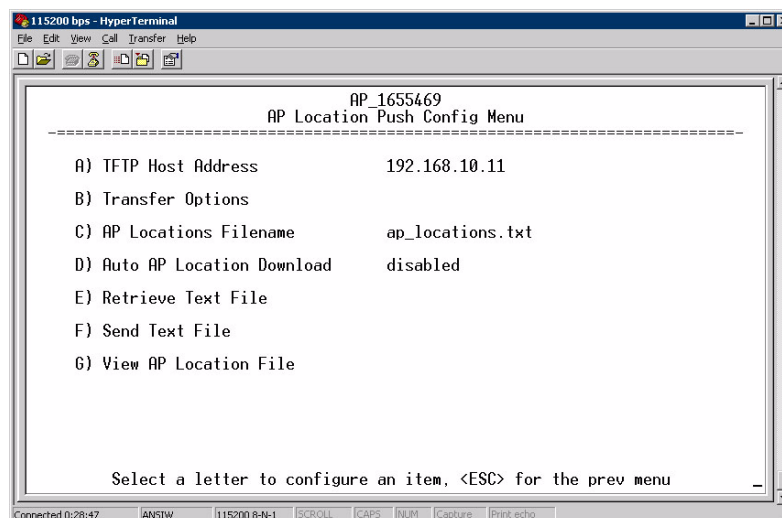 115200 bps - HyperTerminal
File Edit View Call Transfer Help
AP_1655469
AP Location Push Config Menu
-==============================================================================-
A) TFTP Host Address 192.168.10.11
B) Transfer Options
C) AP Locations Filename ap_locations.txt
D) Auto AP Location Download disabled
E) Retrieve Text File
F) Send Text File
G) View AP Location File
Select a letter to configure an item, <ESC> for the prev menu _
Connected 0:28:47 ANSIW 115200 8-N-1 SCROLL CAPS NUM Capture Print echo